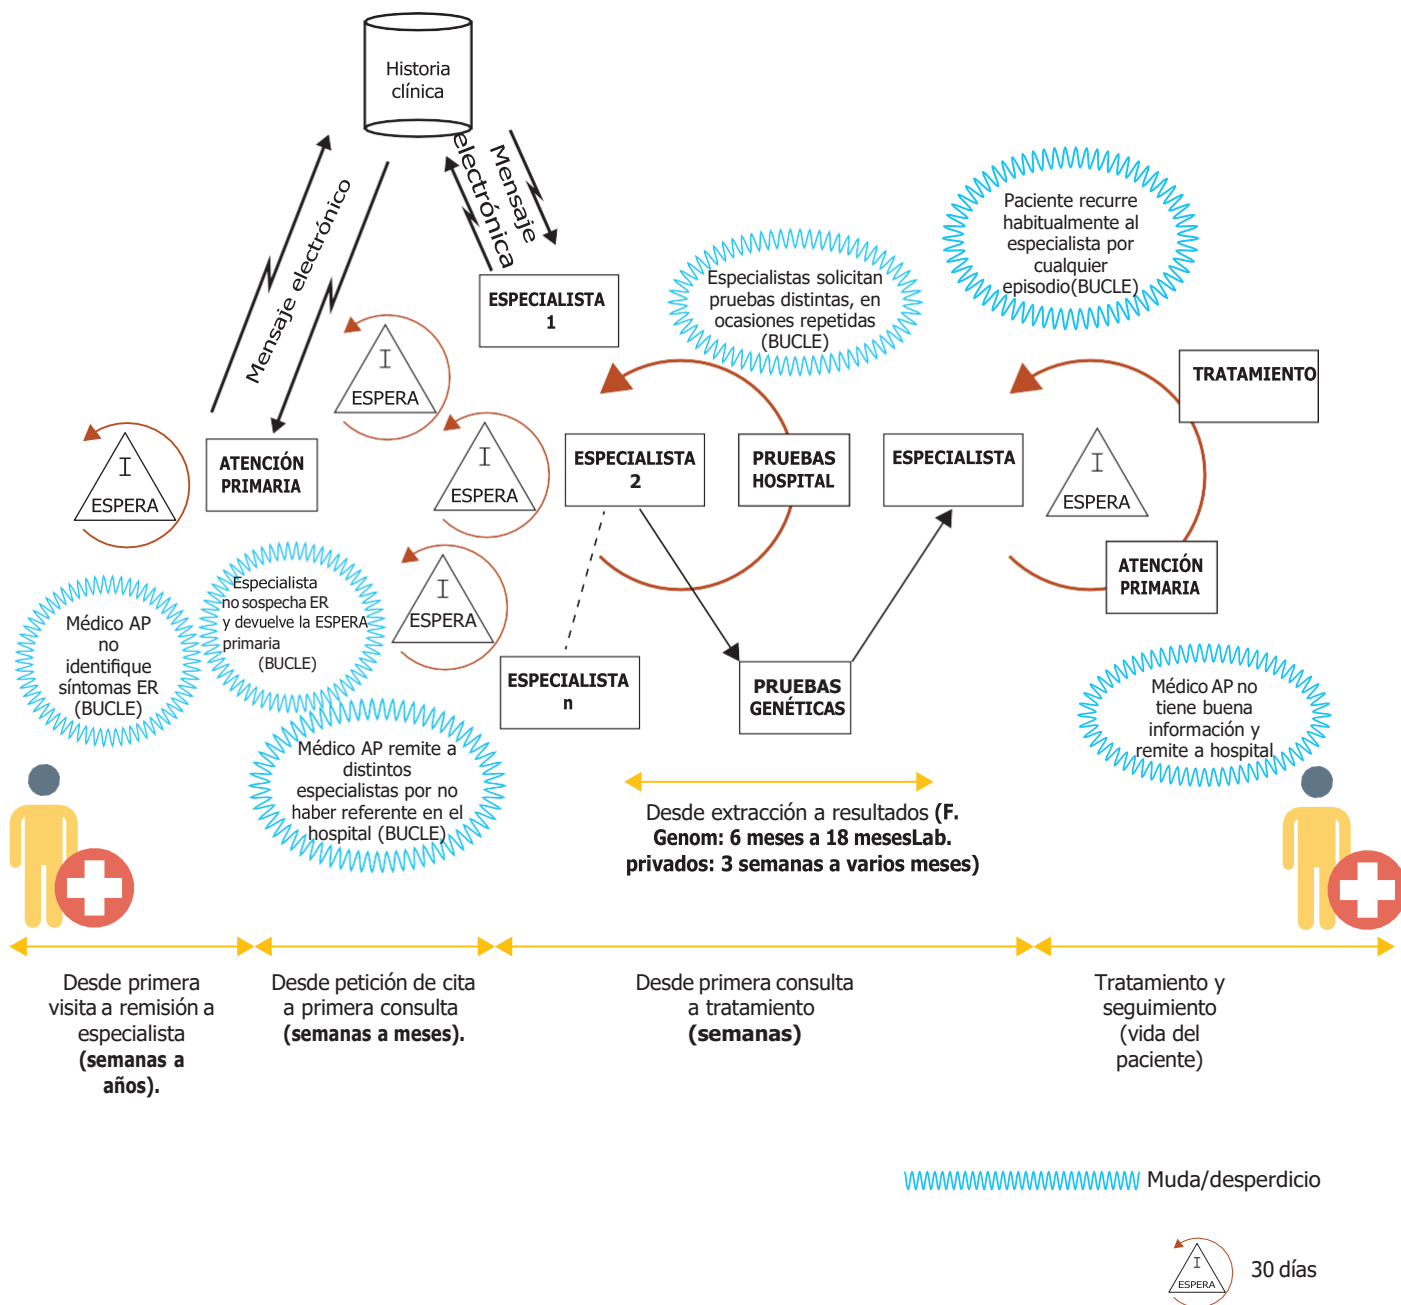 Historia
clínica
Mensaje electrónico
Mensaje
electrónica
ESPECIALISTA
1
Especialistas solicitan
pruebas distintas, en
ocasiones repetidas
(BUCLE)
Paciente recurre
habitualmente al
especialista por
cualquier
episodio(BUCLE)
TRATAMIENTO
I
ESPERA
I
ESPERA
ATENCIÓN
PRIMARIA
I
ESPERA
ESPECIALISTA
2
PRUEBAS
HOSPITAL
ESPECIALISTA
I
ESPERA
I
ESPERA
ATENCIÓN
PRIMARIA
Médico AP
no
identifique
síntomas ER
(BUCLE)
Especialista
no sospecha ER
y devuelve la ESPERA
primaria
(BUCLE)
ESPECIALISTA
n
PRUEBAS
GENÉTICAS
Médico AP no
tiene buena
información y
remite a hospital
Médico AP remite a
distintos
especialistas por no
haber referente en el
hospital (BUCLE)
Desde extracción a resultados (F.
Genom: 6 meses a 18 mesesLab.
privados: 3 semanas a varios meses)
Desde primera
visita a remisión a
especialista
(semanas a
años).
Desde petición de cita
a primera consulta
(semanas a meses).
Desde primera consulta
a tratamiento
(semanas)
Tratamiento y
seguimiento
(vida del
paciente)
Muda/desperdicio
I
ESPERA
30 días